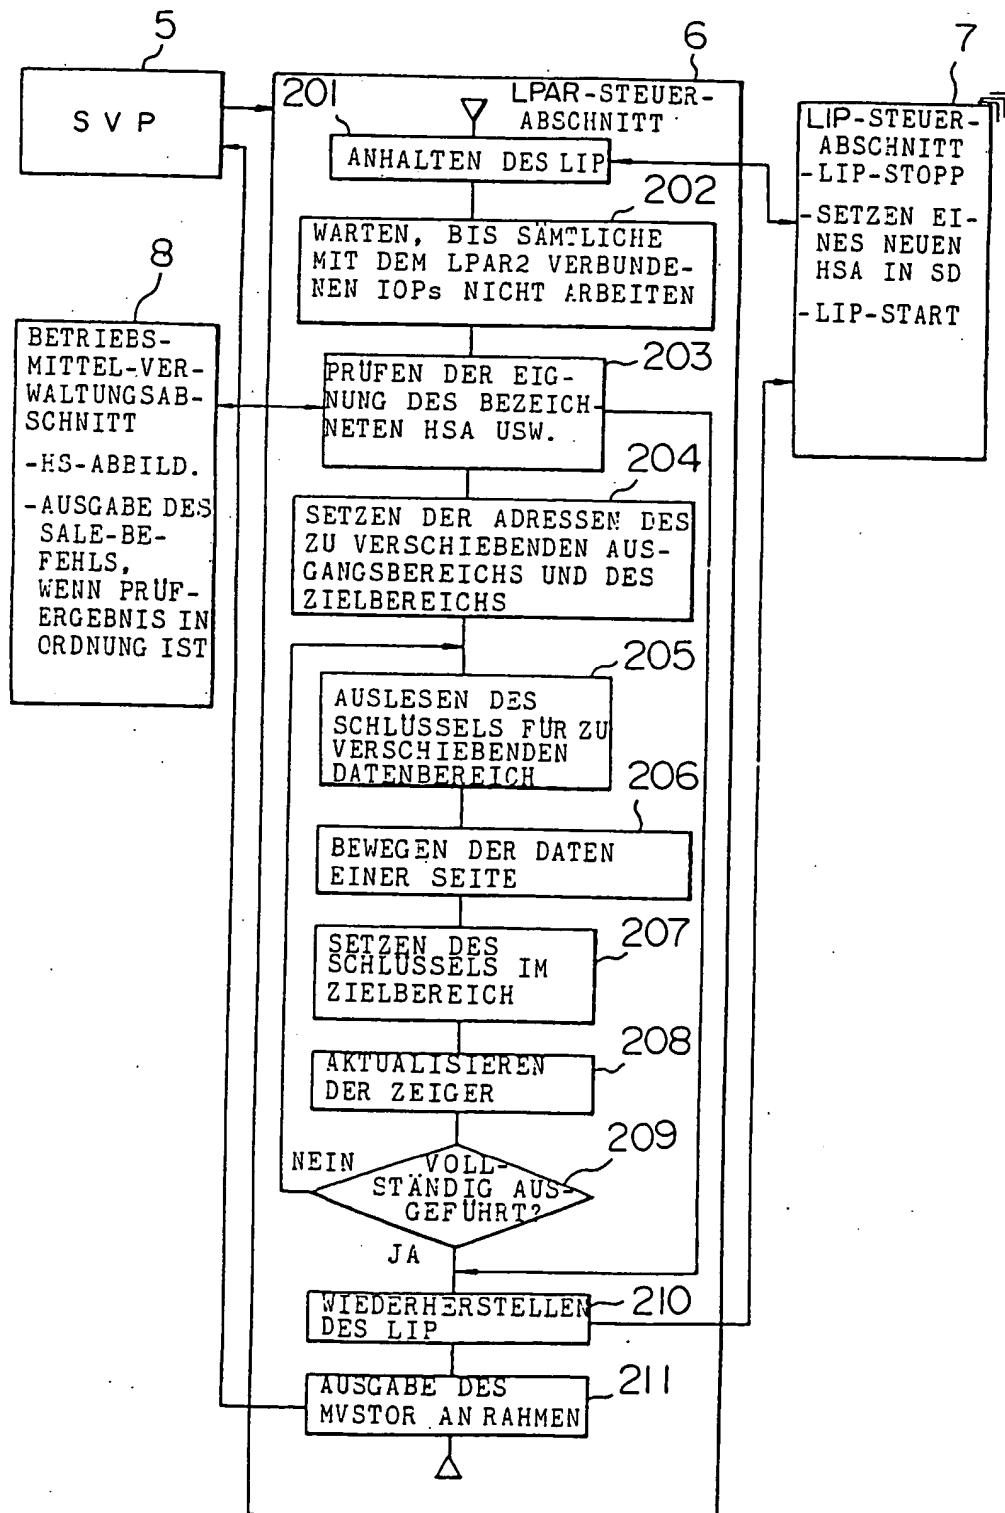 5
SVP
6
7
201
LPAR-STEUER-
ABSCHNITT
ANHALTEN DES LIP
LIP-STEUER-
ABSCHNITT
-LIP-STOPP
-SETZEN EI-
NES NEUEN
HSA IN SD
-LIP-START
202
WARTEN, BIS SÄMTLICHE
MIT DEM LPAR2 VERBUNDE-
NEN IOPs NICHT ARBEITEN
8
BETRIEBS-
MITTEL-VER-
WALTUNGSAB-
SCHNITT
-HS-ABBILD.
-AUSGABE DES
SALE-BE-
FEHLS,
WENN PRÜF-
ERGEBNIS IN
ORDNUNG IST
203
PRÜFEN DER EIG-
NUNG DES BEZEICH-
NETEN HSA USW.
204
SETZEN DER ADRESSEN DES
ZU VERSCHIEBENDEN AUS-
GANGSBEREICHS UND DES
ZIELBEREICHS
205
AUSLESEN DES
SCHLÜSSELS FÜR ZU
VERSCHIEBENDEN
DATENBEREICH
206
BEWEGEN DER DATEN
EINER SEITE
207
SETZEN DES
SCHLÜSSELS IM
ZIELBEREICH
208
AKTUALISIEREN
DER ZEIGER
209
NEIN
VOLL-
STÄNDIG AUS-
GEFÜHRT?
JA
210
WIEDERHERSTELLEN
DES LIP
211
AUSGABE DES
MVSTOR AN RAHMEN